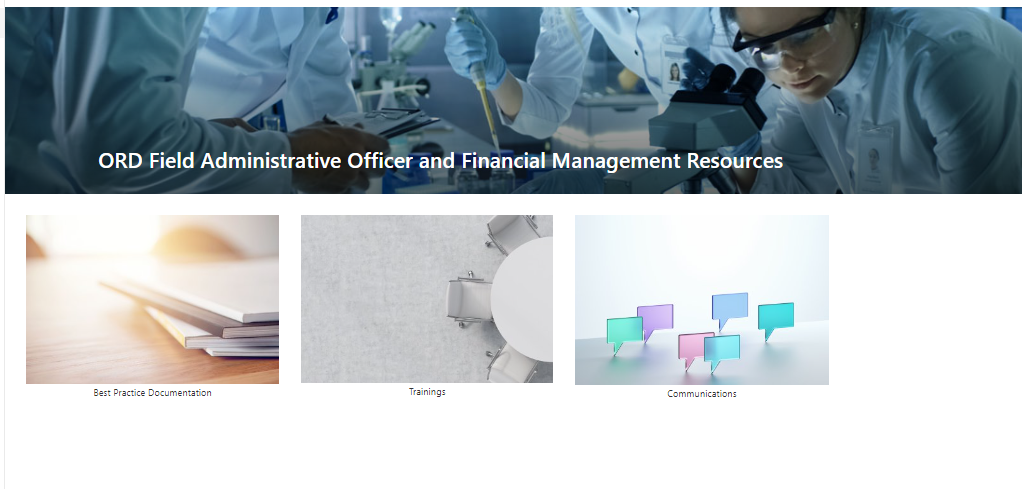 ORD Field Administrative Officer and Financial Management Resources
Best Practice Documentation
Trainings
Communications